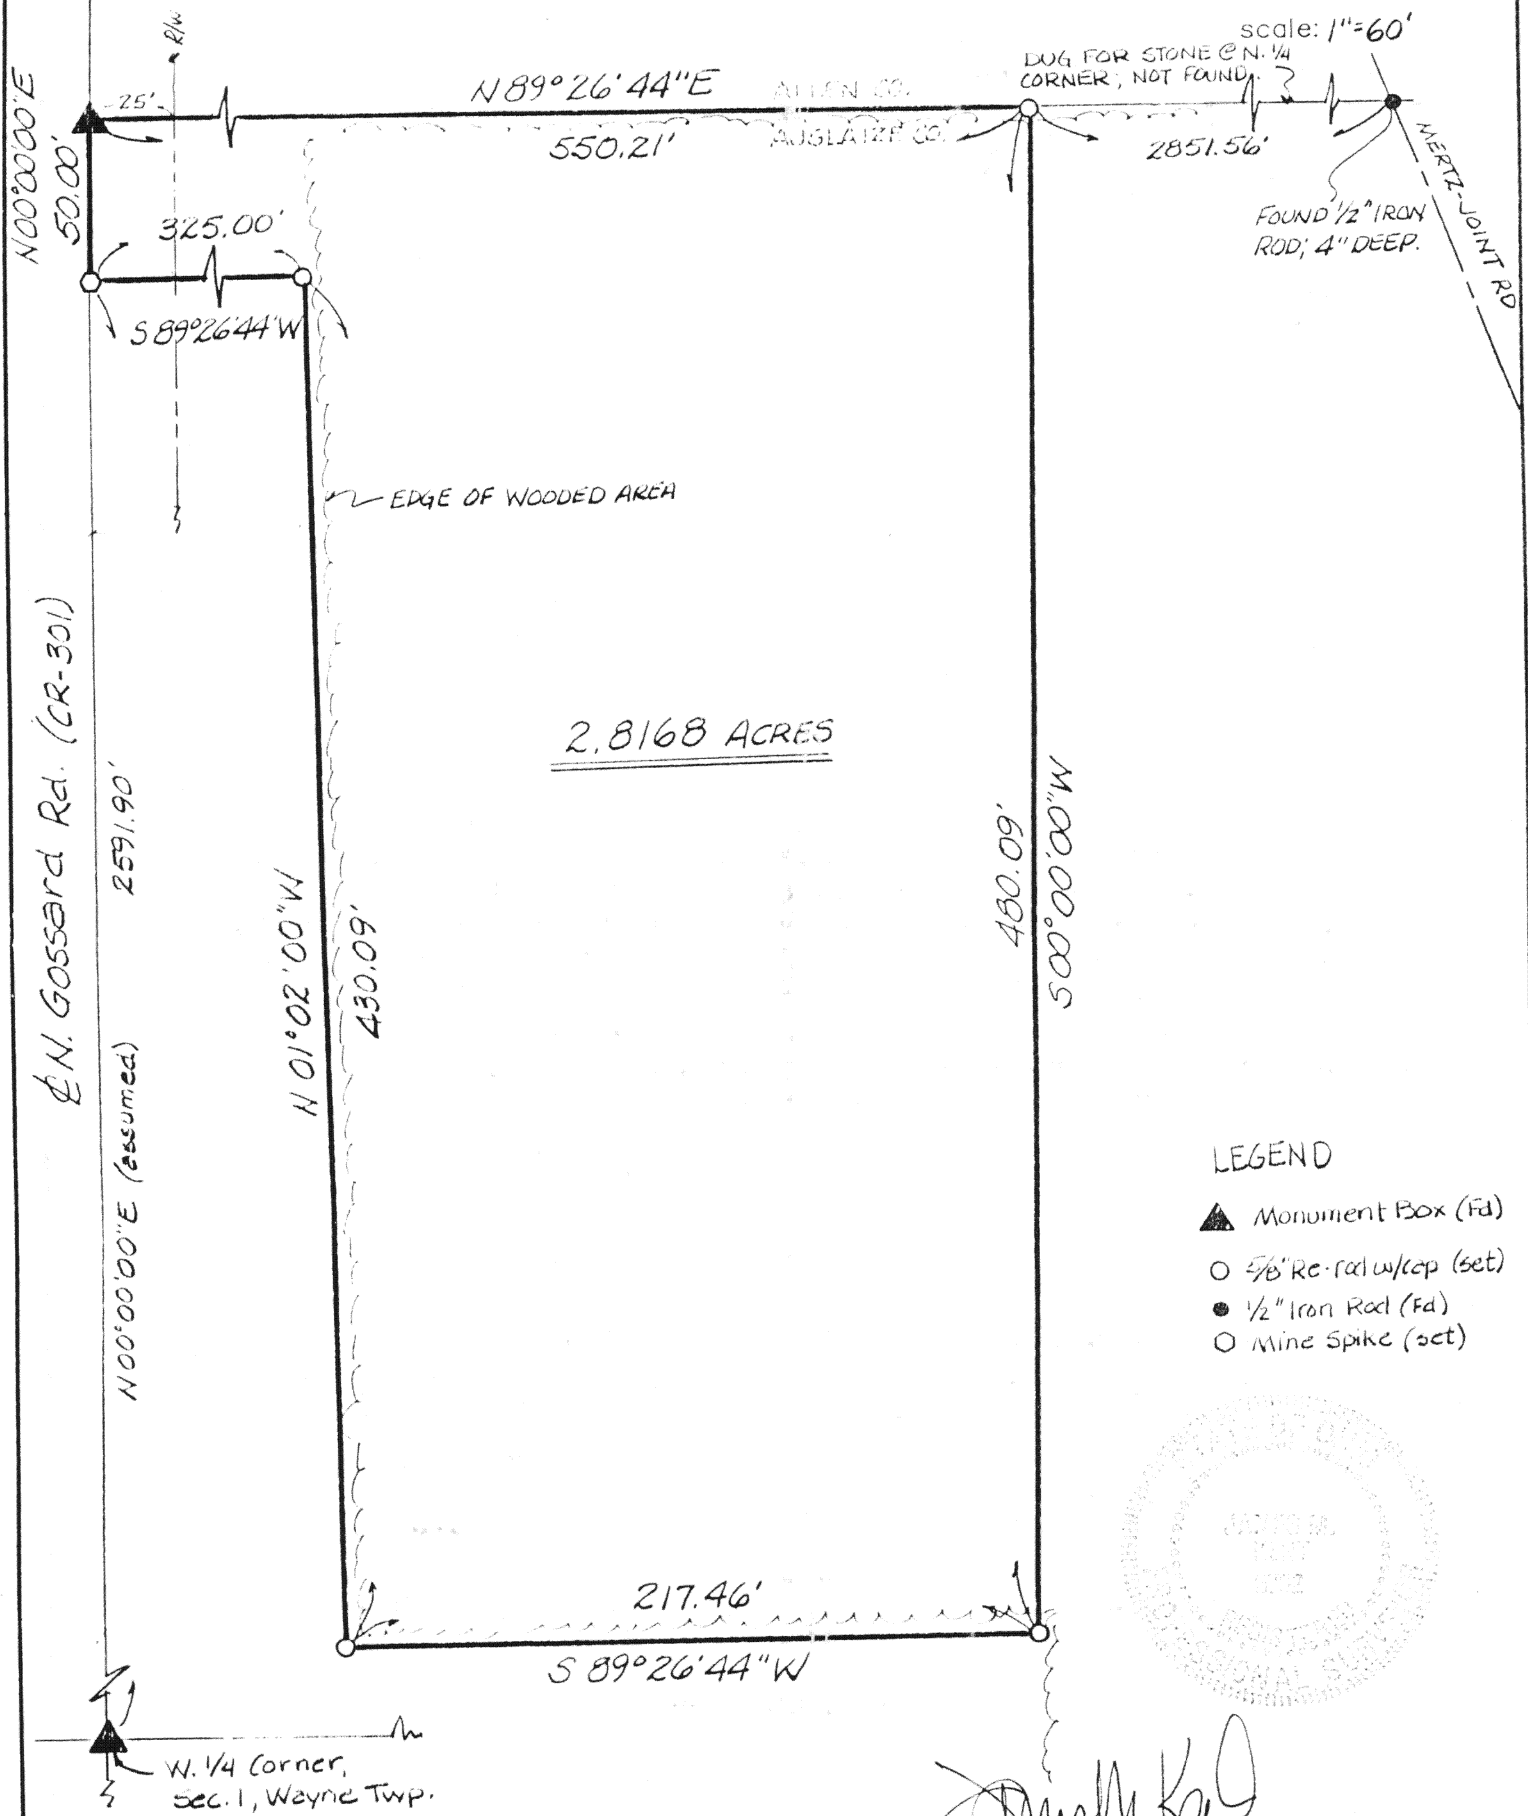 scale: 1"=60'
R/W
DUG FOR STONE @ N. 1/4
CORNER; NOT FOUND.
N 89°26'44"E
ALLEN CO.
25'
550.21'
AUGLAIZE CO.
2851.56'
N00°00'00"E
50.00'
MERTZ-JOINT RD
325.00'
FOUND 1/2" IRON
ROD; 4" DEEP.
S 89°26'44"W
EDGE OF WOODED AREA
℄ N. Gossard Rd. (CR-301)
2.8168 ACRES
2591.90'
N00°00'00"E (assumed)
N 01°02'00"W
430.09'
480.09'
S00°00'00"W
LEGEND
Monument Box (Fd)
5/8" Re-rod w/cap (set)
1/2" Iron Rod (Fd)
Mine Spike (set)
217.46'
S 89°26'44"W
W. 1/4 Corner,
Sec. 1, Wayne Twp.